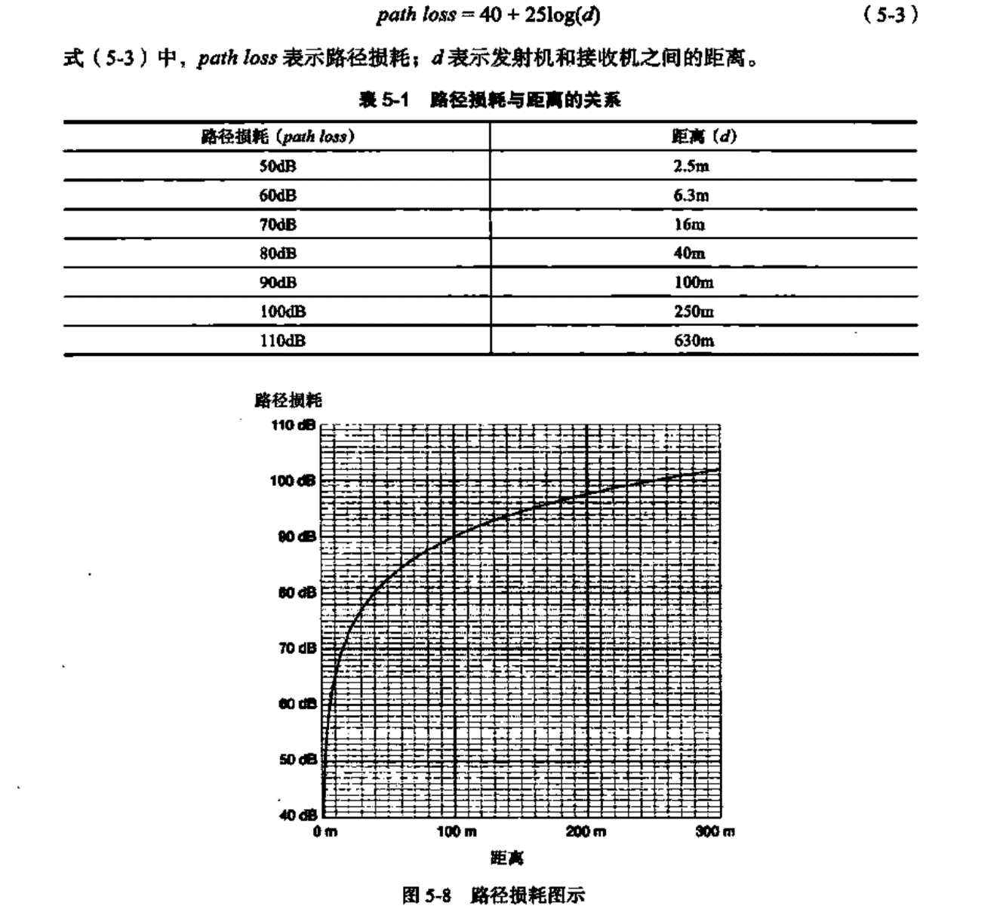 path loss = 40 + 25log(d) （5-3）
式（5-3）中，path loss 表示路径损耗；d 表示发射机和接收机之间的距离。
表 5-1 路径损耗与距离的关系
路径损耗（path loss） 距离（d）
50dB 2.5m
60dB 6.3m
70dB 16m
80dB 40m
90dB 100m
100dB 250m
110dB 630m
路径损耗
110 dB
100 dB
90 dB
80 dB
70 dB
60 dB
50 dB
40 dB
0 m 100 m 200 m 300 m
距离
图 5-8 路径损耗图示